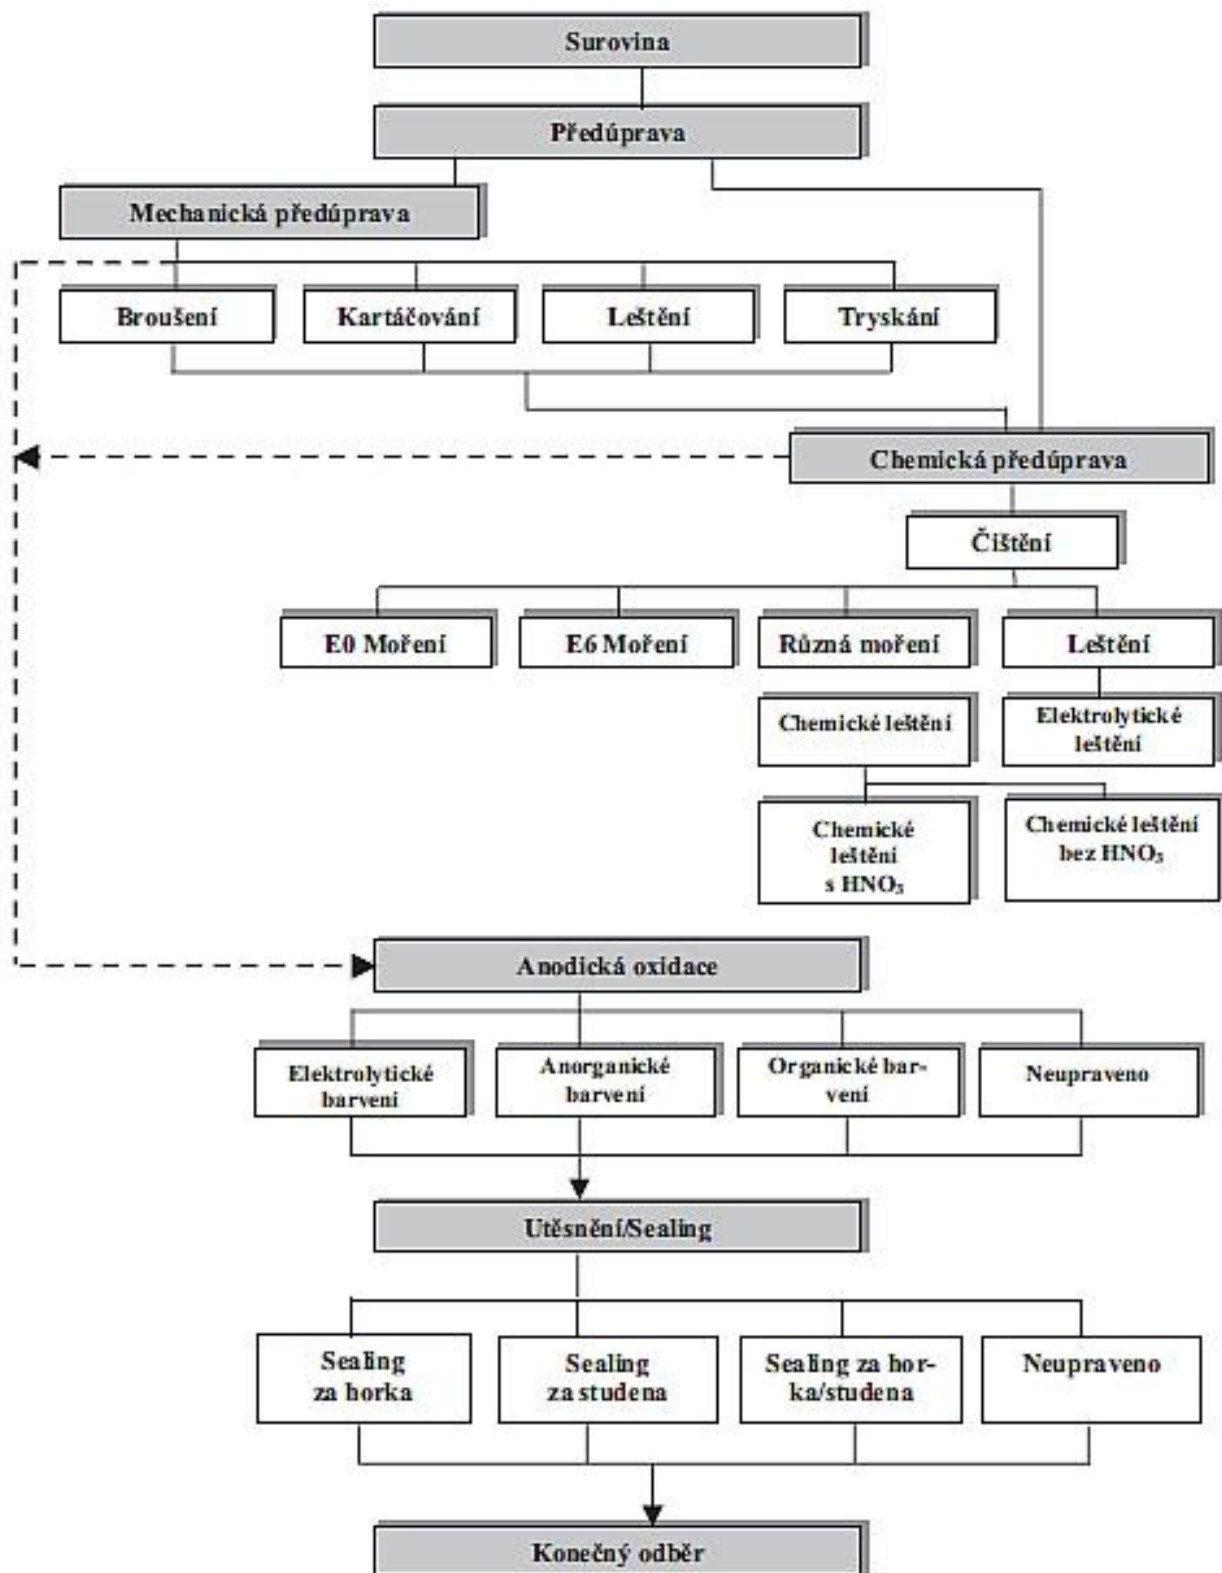 Surovina
Předúprava
Mechanická předúprava
Broušení
Kartáčování
Leštění
Tryskání
Chemická předúprava
Čištění
E0 Moření
E6 Moření
Různá moření
Leštění
Chemické leštění
Elektrolytické
leštění
Chemické
leštění
s HNO₃
Chemické leštění
bez HNO₃
Anodická oxidace
Elektrolytické
barvení
Anorganické
barvení
Organické bar-
vení
Neupraveno
Utěsnění/Sealing
Sealing
za horka
Sealing
za studena
Sealing za hor-
ka/studena
Neupraveno
Konečný odběr